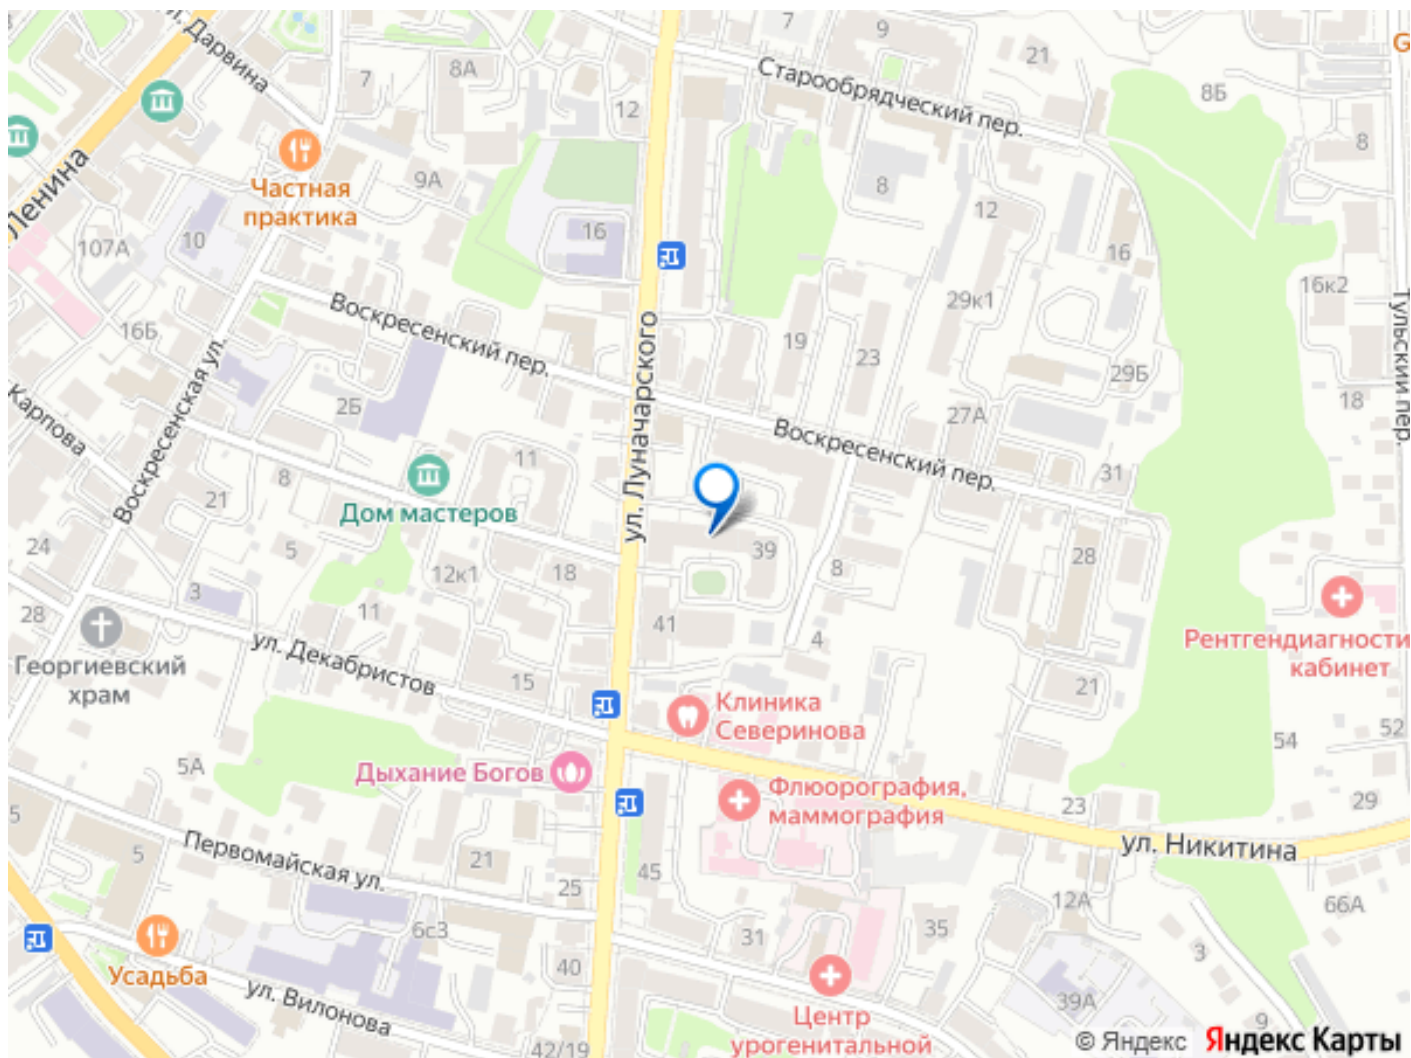 ул. Дарвина
7
9
21
G
8А
7
12
Старообрядческий пер.
8Б
8
Ленина
Частная
практика
9А
8
12
107А
10
16
16
29к1
16к2
Тульский пер.
16Б
Воскресенский пер.
ул. Луначарского
19
23
29Б
18
Карпова
Воскресенская ул.
2Б
Воскресенский пер.
27А
31
8
11
21
Дом мастеров
24
5
39
28
3
12к1
18
8
28
11
41
4
Георгиевский
храм
ул. Декабристов
15
Рентгендиагности
кабинет
21
Клиника
Северинова
52
54
5А
Дыхание Богов
Флюорография,
маммография
23
29
5
5
Первомайская ул.
21
25
45
ул. Никитина
12А
66А
6с3
31
35
Усадьба
40
3
ул. Вилонова
39А
9
Центр
урогенитальной
42/19
© Яндекс Яндекс Карты